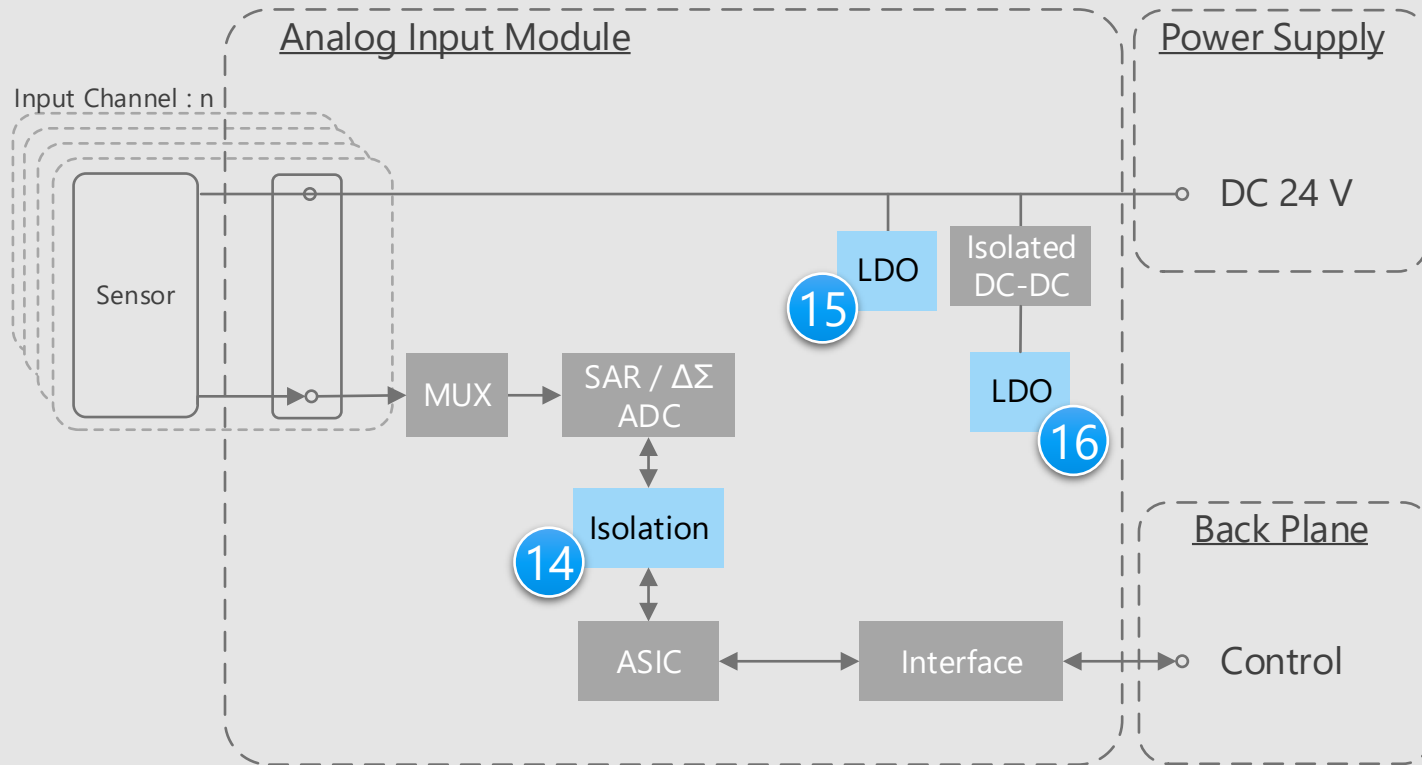 Analog Input Module
Power Supply
Input Channel : n
DC 24 V
Sensor
LDO
Isolated
DC-DC
15
MUX
SAR / ΔΣ
ADC
LDO
16
Isolation
14
Back Plane
ASIC
Interface
Control